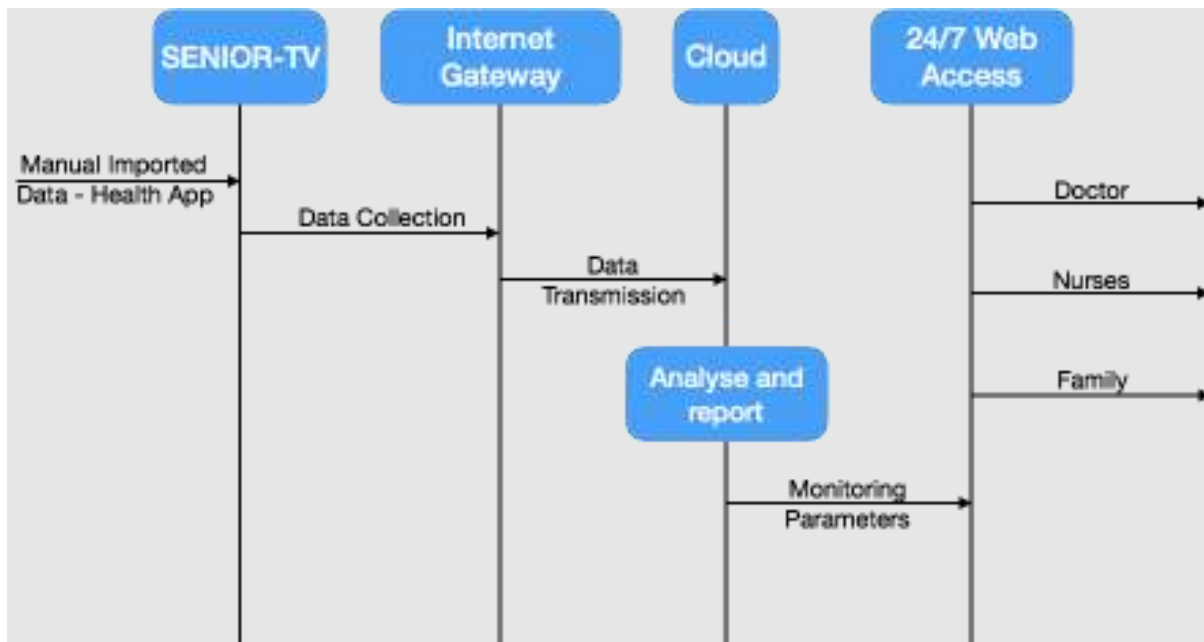 SENIOR-TV
Internet
Gateway
Cloud
24/7 Web
Access
Manual Imported
Data - Health App
Data Collection
Data
Transmission
Analyse and
report
Monitoring
Parameters
Doctor
Nurses
Family